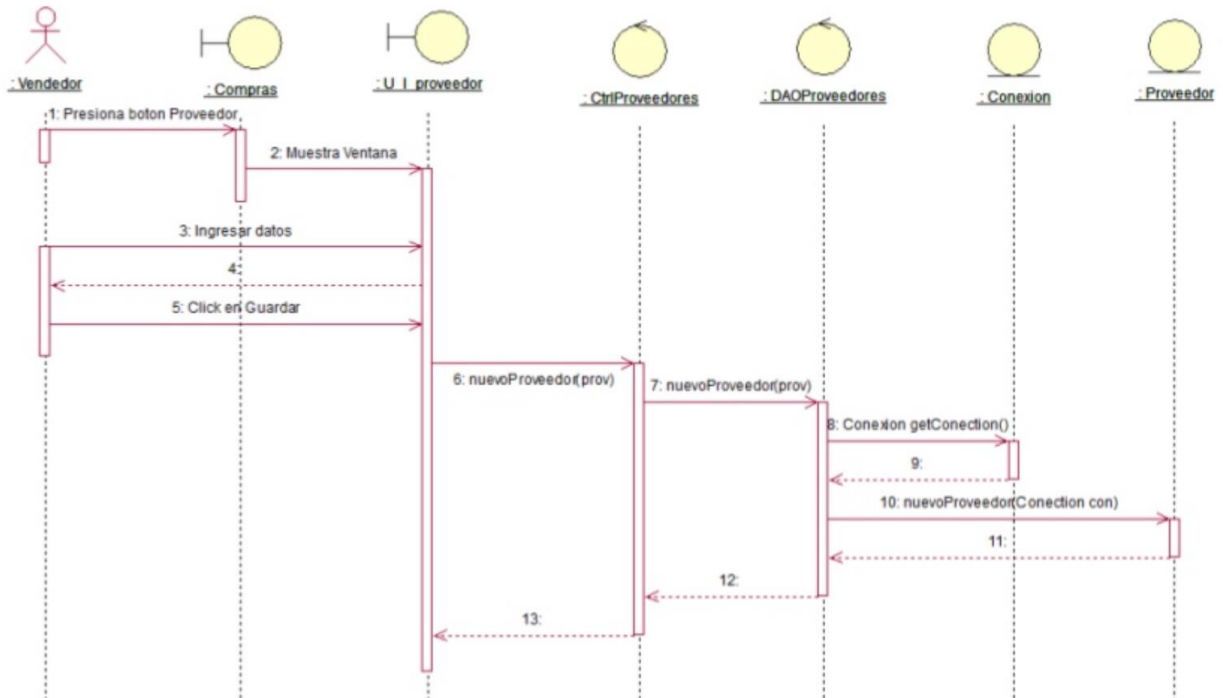 : Vendedor
: Compras
: U_I_proveedor
: CtrlProveedores
: DAOProveedores
: Conexion
: Proveedor
1: Presiona boton Proveedor
2: Muestra Ventana
3: Ingresar datos
4:
5: Click en Guardar
6: nuevoProveedor(prov)
7: nuevoProveedor(prov)
8: Conexion getConection()
9:
10: nuevoProveedor(Conection con)
11:
12:
13: